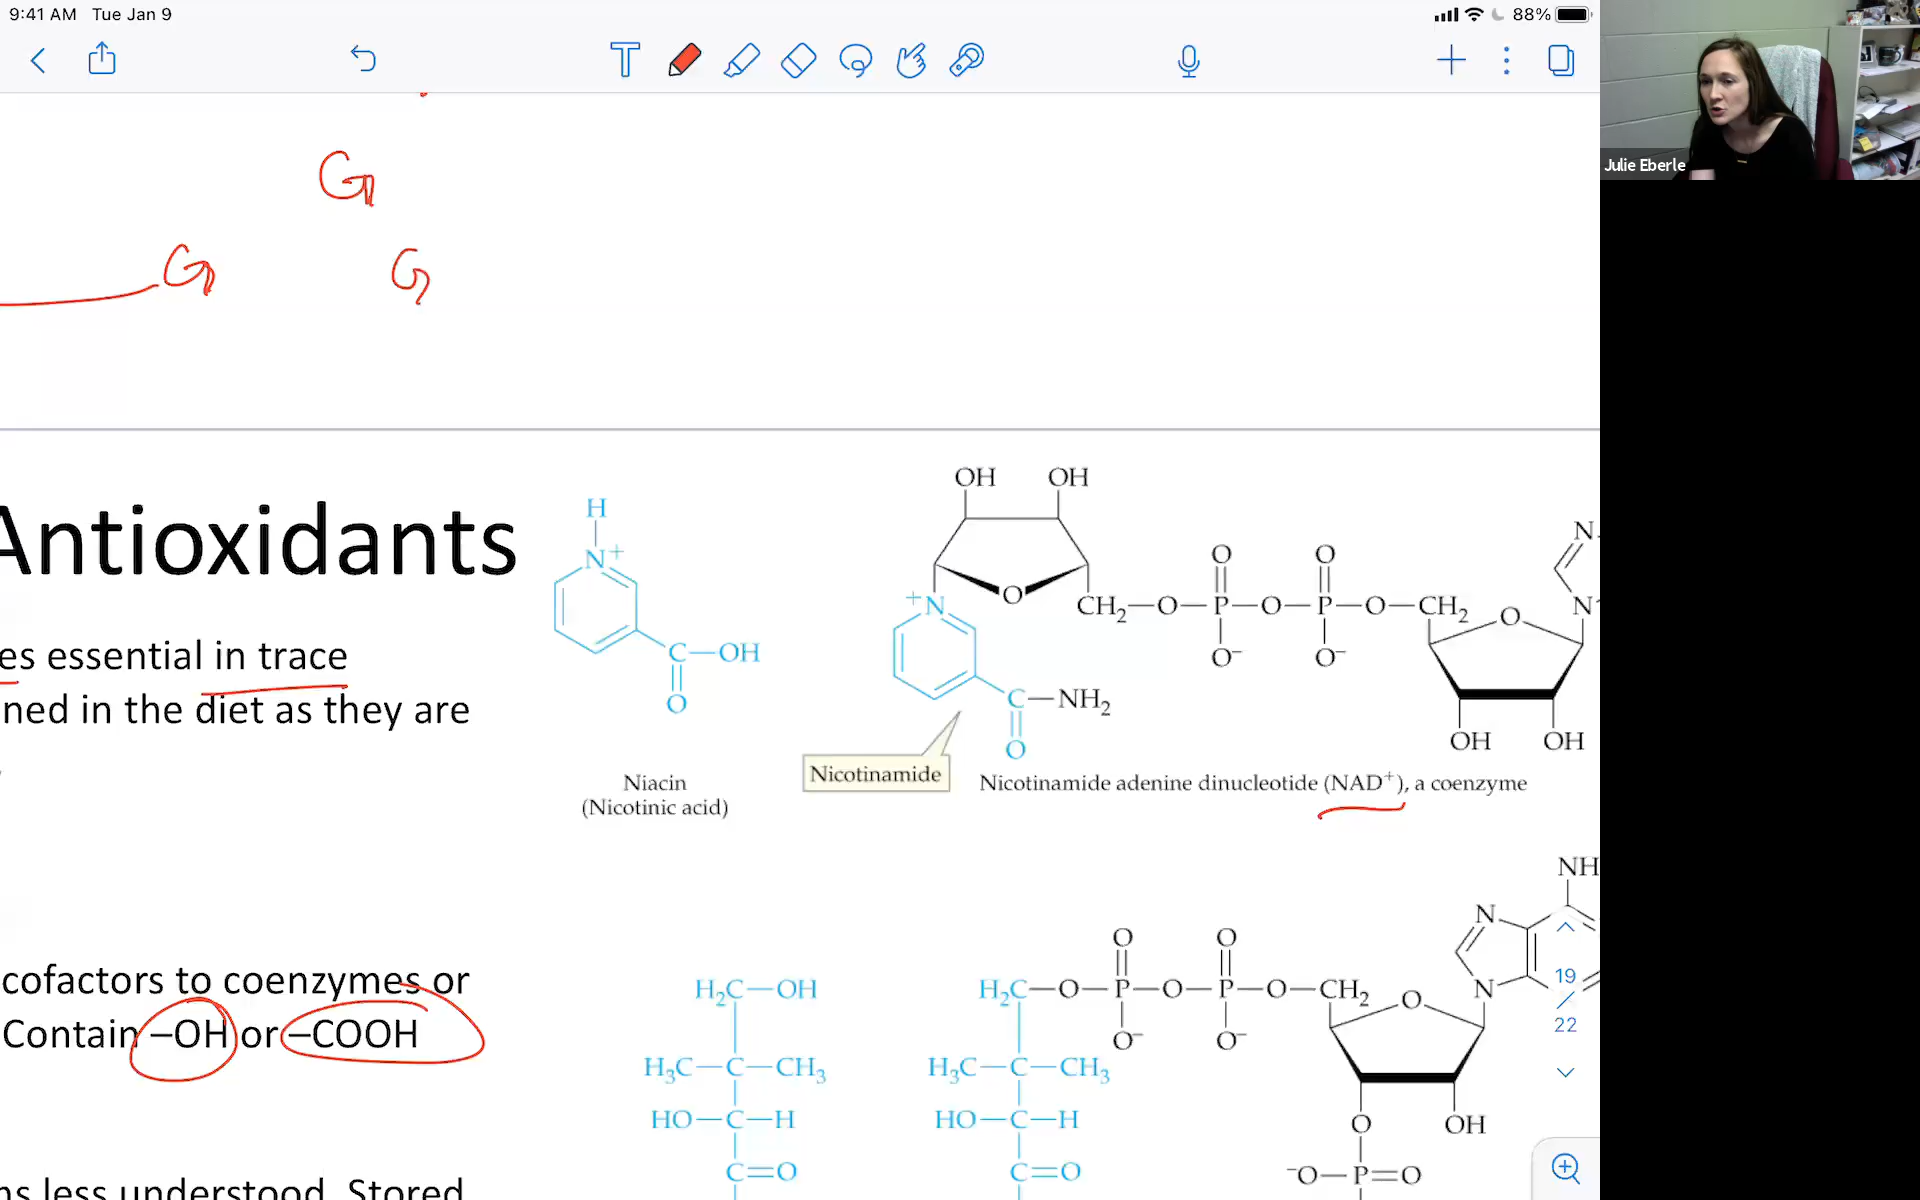 9:41 AM Tue Jan 9
88%
Julie Eberle
G
G G
Antioxidants
es essential in trace
ned in the diet as they are
cofactors to coenzymes or
Contain –OH or –COOH
ns less understood. Stored
H
N+
C—OH
O
Niacin
(Nicotinic acid)
OH OH
O
+N
CH₂—O—P—O—P—O—CH₂
O O
O⁻ O⁻
O
N
N
OH OH
C—NH₂
O
Nicotinamide
Nicotinamide adenine dinucleotide (NAD⁺), a coenzyme
H₂C—OH
H₃C—C—CH₃
HO—C—H
C=O
NH
N
O O
H₂C—O—P—O—P—O—CH₂
O
N
O⁻ O⁻
H₃C—C—CH₃
HO—C—H
O OH
C=O
⁻O—P=O
19
22